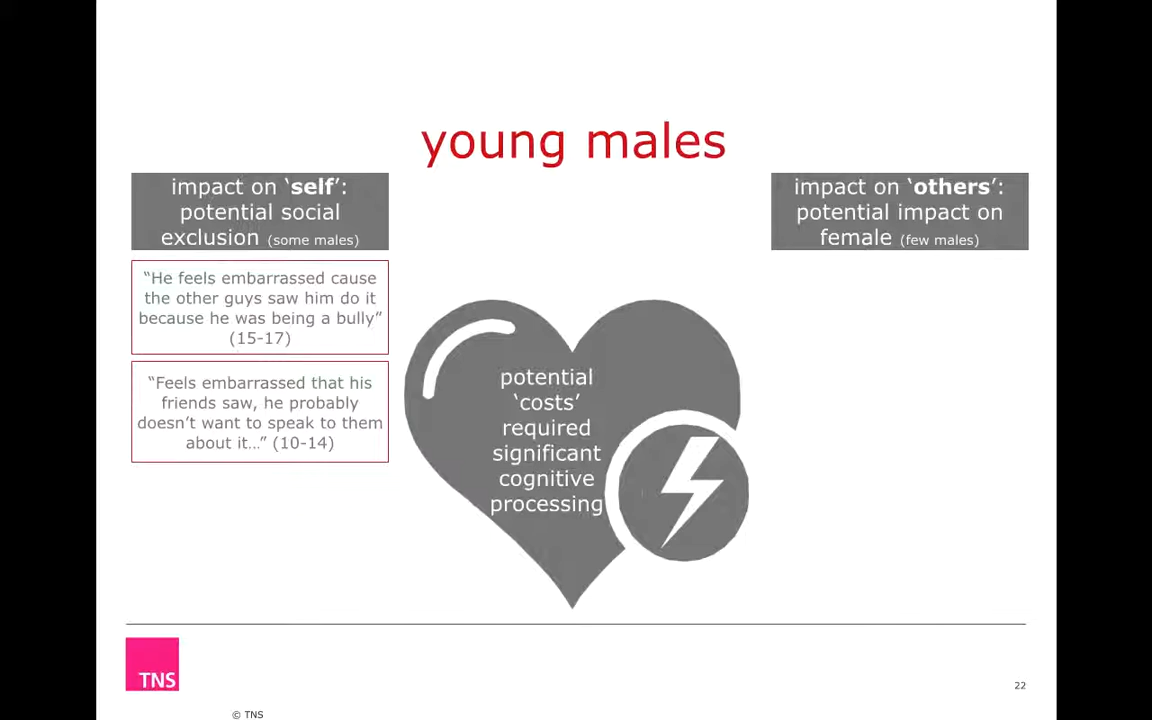 young males
impact on ‘self’:
potential social
exclusion (some males)
impact on ‘others’:
potential impact on
female (few males)
“He feels embarrassed cause
the other guys saw him do it
because he was being a bully”
(15-17)
“Feels embarrassed that his
friends saw, he probably
doesn’t want to speak to them
about it…” (10-14)
potential
‘costs’
required
significant
cognitive
processing
TNS
22
© TNS